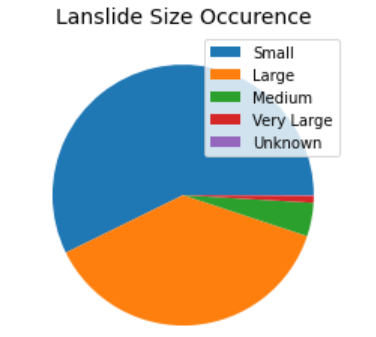 Lanslide Size Occurence
Small
Large
Medium
Very Large
Unknown